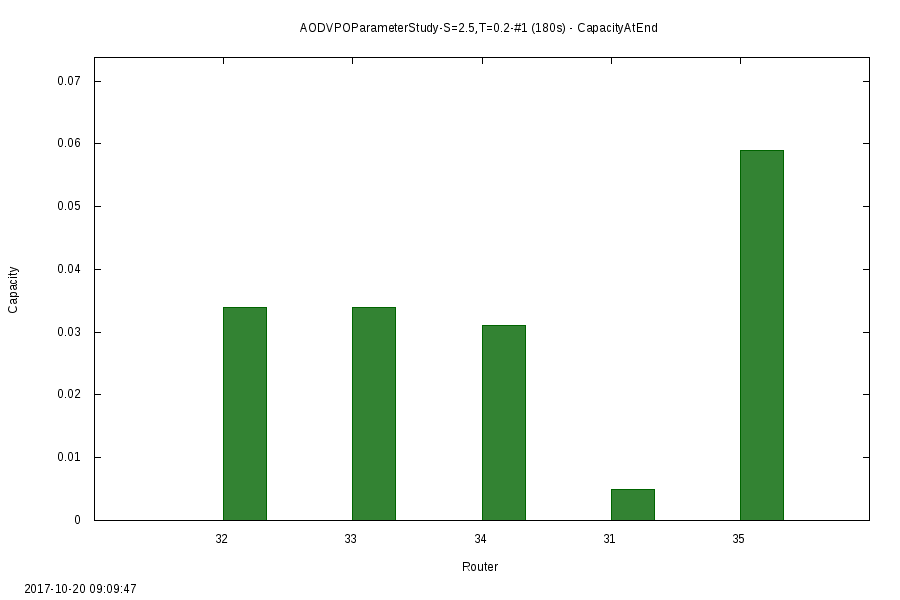 AODVPOParameterStudy-S=2.5,T=0.2-#1 (180s) - CapacityAtEnd
0.07
0.06
0.05
0.04
0.03
0.02
0.01
0
Capacity
32 33 34 31 35
Router
2017-10-20 09:09:47